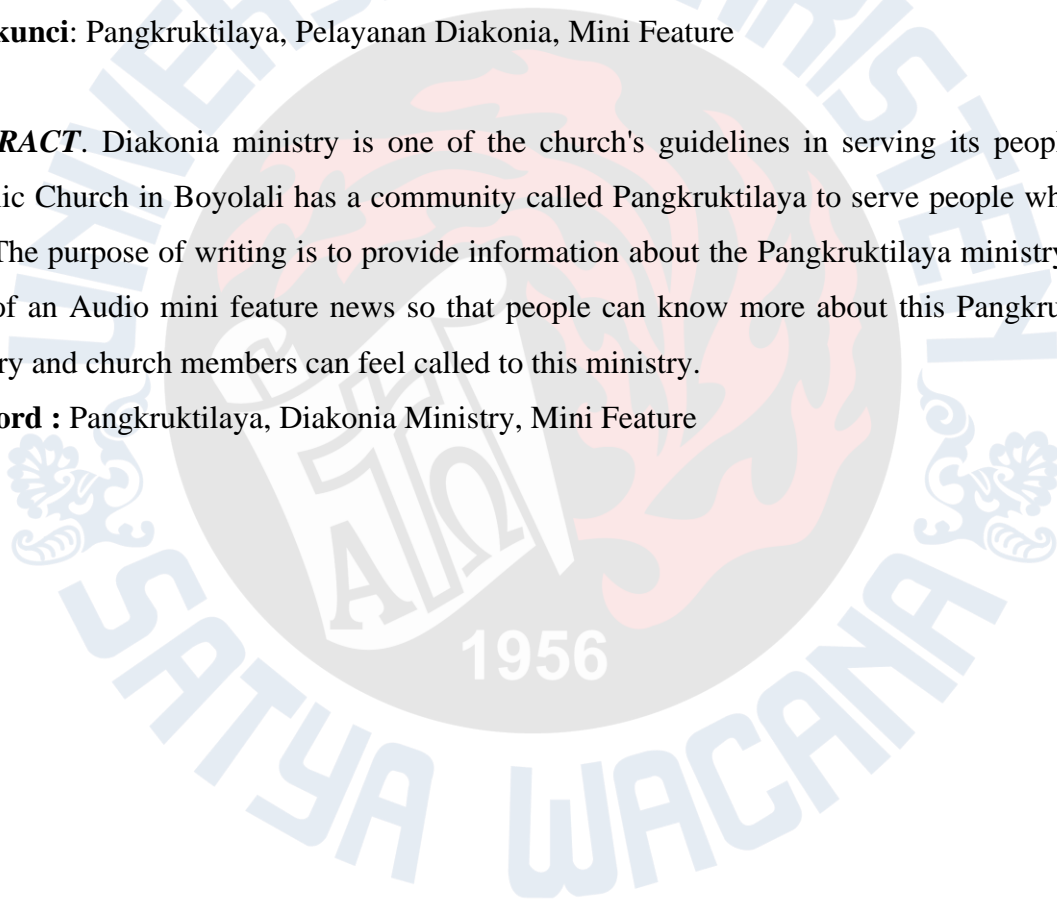 kunci: Pangkruktilaya, Pelayanan Diakonia, Mini Feature
RACT. Diakonia ministry is one of the church's guidelines in serving its peopl
lic Church in Boyolali has a community called Pangkruktilaya to serve people wh
The purpose of writing is to provide information about the Pangkruktilaya ministry
of an Audio mini feature news so that people can know more about this Pangkru
ry and church members can feel called to this ministry.
ord : Pangkruktilaya, Diakonia Ministry, Mini Feature
UNIVE
RISTEN
ΑΩ
1956
SATYA WACANA